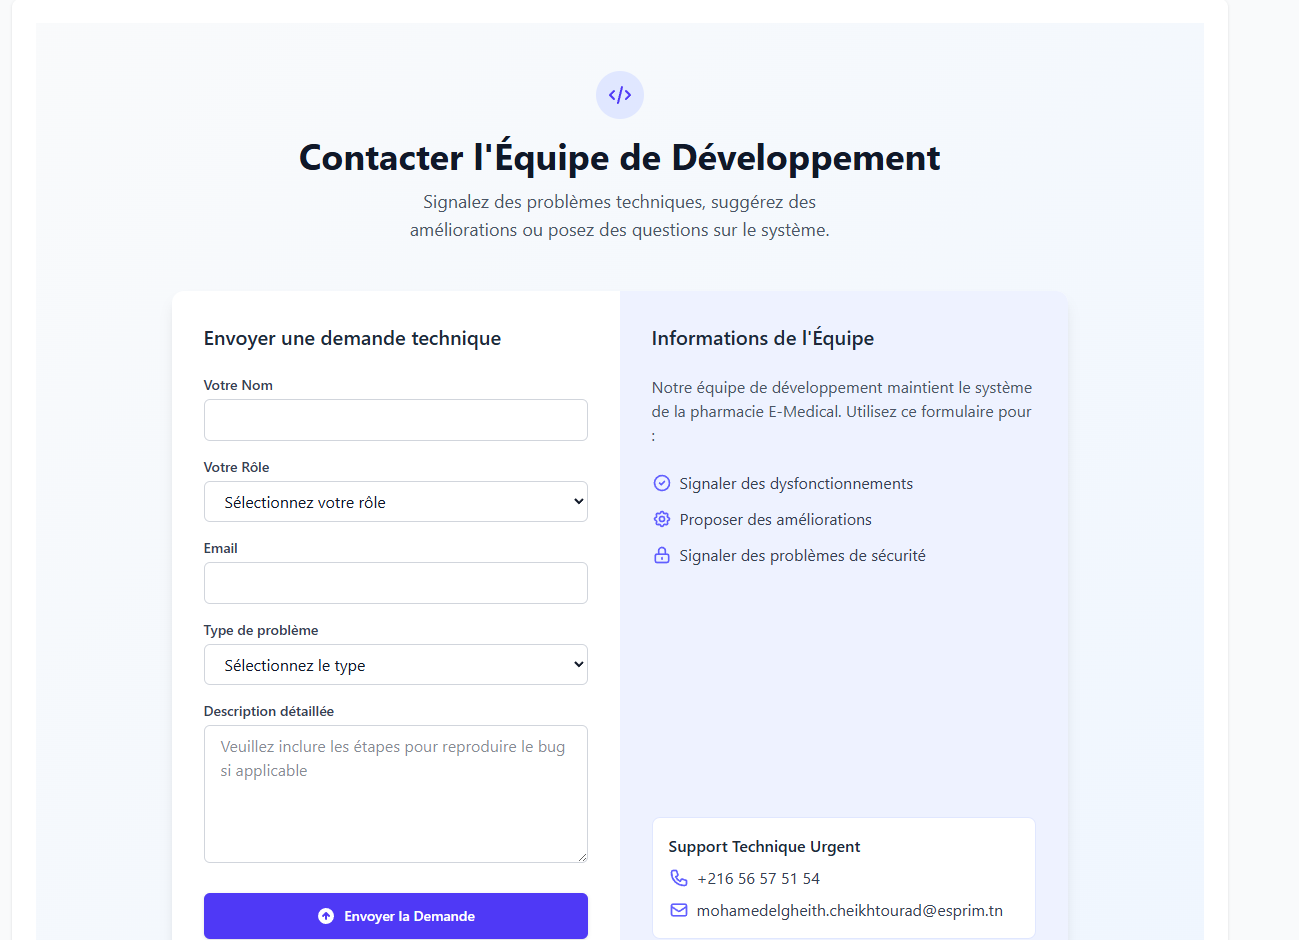 </>
Contacter l'Équipe de Développement
Signalez des problèmes techniques, suggérez des
améliorations ou posez des questions sur le système.
Envoyer une demande technique
Votre Nom
Votre Rôle
Sélectionnez votre rôle
Email
Type de problème
Sélectionnez le type
Description détaillée
Veuillez inclure les étapes pour reproduire le bug
si applicable
Envoyer la Demande
Informations de l'Équipe
Notre équipe de développement maintient le système
de la pharmacie E-Medical. Utilisez ce formulaire pour
:
Signaler des dysfonctionnements
Proposer des améliorations
Signaler des problèmes de sécurité
Support Technique Urgent
+216 56 57 51 54
mohamedelgheith.cheikhtourad@esprim.tn